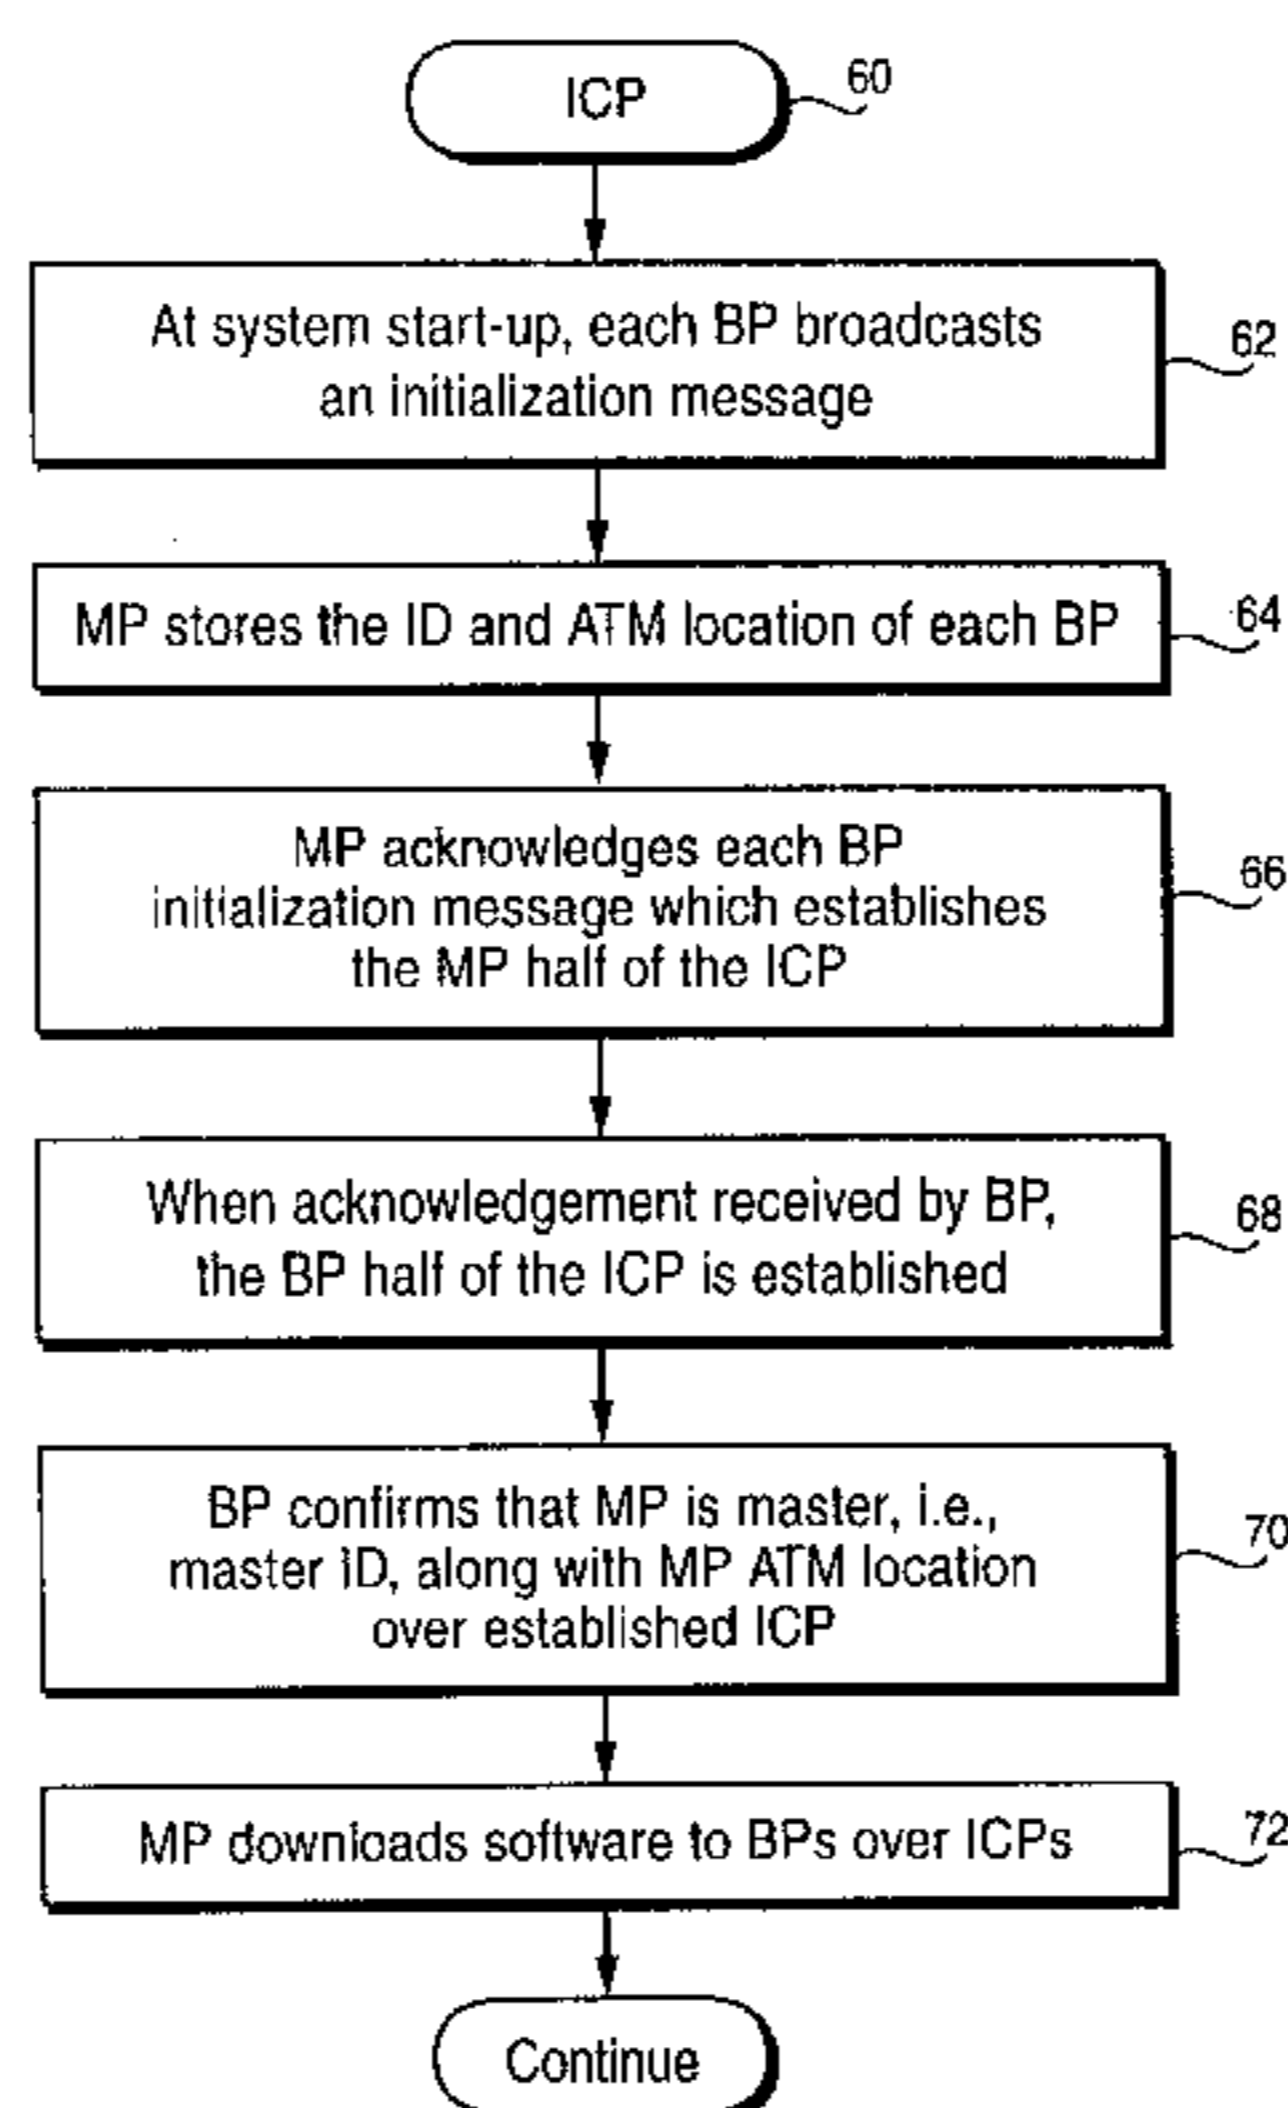 ICP
60
At system start-up, each BP broadcasts
an initialization message
62
MP stores the ID and ATM location of each BP
64
MP acknowledges each BP
initialization message which establishes
the MP half of the ICP
66
When acknowledgement received by BP,
the BP half of the ICP is established
68
BP confirms that MP is master, i.e.,
master ID, along with MP ATM location
over established ICP
70
MP downloads software to BPs over ICPs
72
Continue